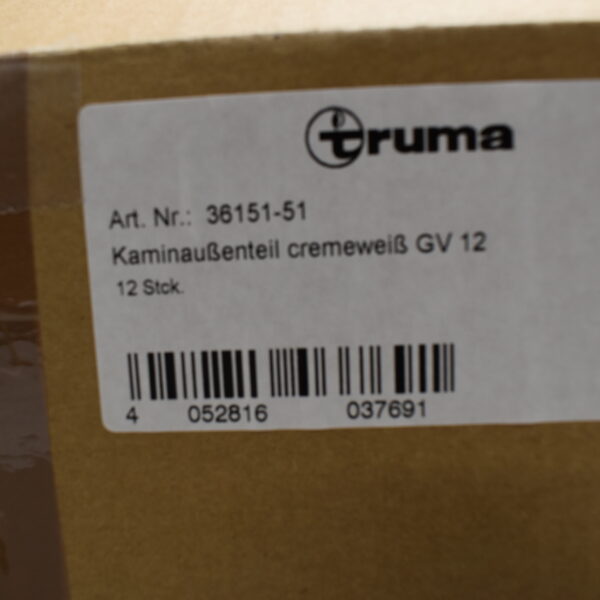 truma
Art. Nr.: 36151-51
Kaminaußenteil cremeweiß GV 12
12 Stck.
4 052816 037691